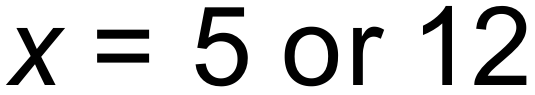 x = 5 or 12